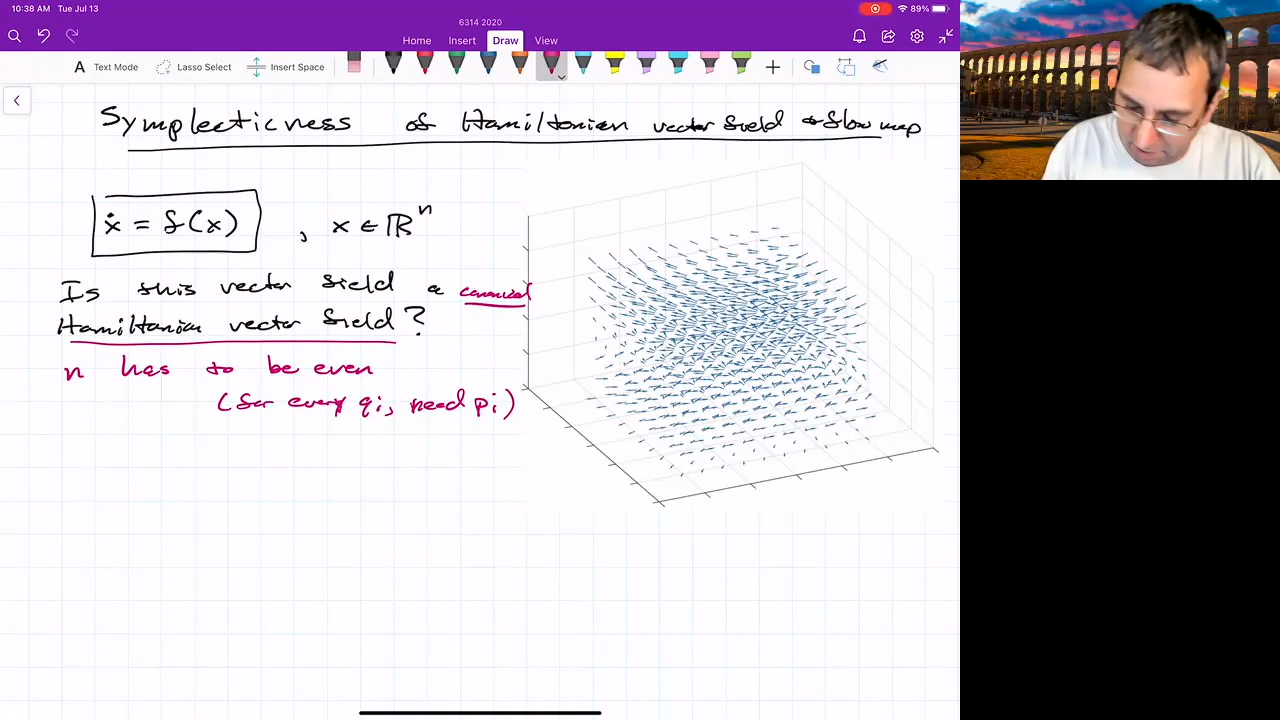 10:38 AM Tue Jul 13
89%
6314 2020
Home Insert Draw View
A Text Mode Lasso Select Insert Space
Symplecticness of Hamiltonian vector field & flow map
ẋ = f(x) , x ∈ ℝⁿ
Is this vector field a canonical
Hamiltonian vector field?
n has to be even
(for every qi, need pi)